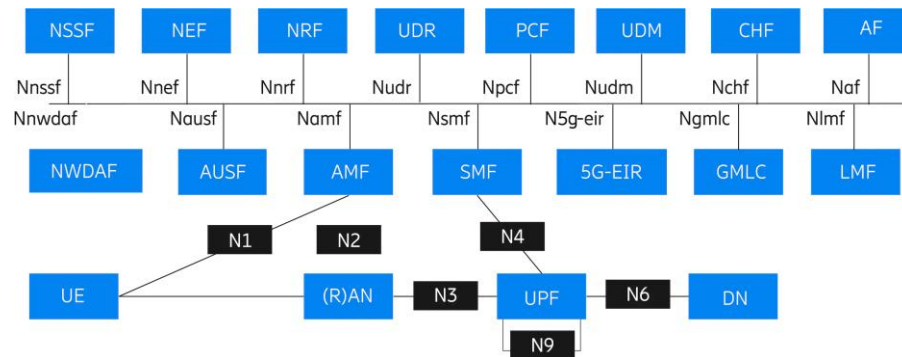 NSSF NEF NRF UDR PCF UDM CHF AF
Nnssf Nnef Nnrf Nudr Npcf Nudm Nchf Naf
Nnwdaf Nausf Namf Nsmf N5g-eir Ngmlc Nlmf
NWDAF AUSF AMF SMF 5G-EIR GMLC LMF
N1 N2 N4
UE (R)AN N3 UPF N6 DN
N9